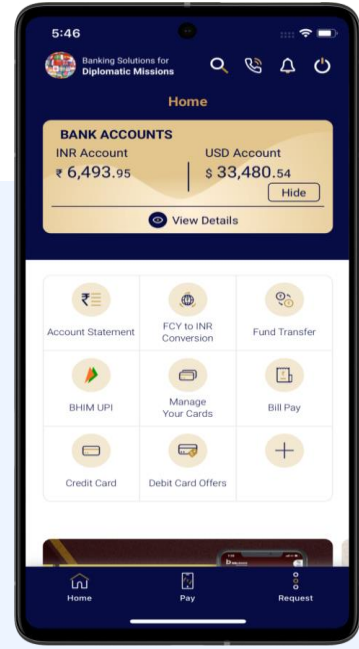 5:46
Banking Solutions for
Diplomatic Missions
Home
BANK ACCOUNTS
INR Account
₹ 6,493.95
USD Account
$ 33,480.54
Hide
View Details
Account Statement
FCY to INR
Conversion
Fund Transfer
BHIM UPI
Manage
Your Cards
Bill Pay
Credit Card
Debit Card Offers
Home
Pay
Request